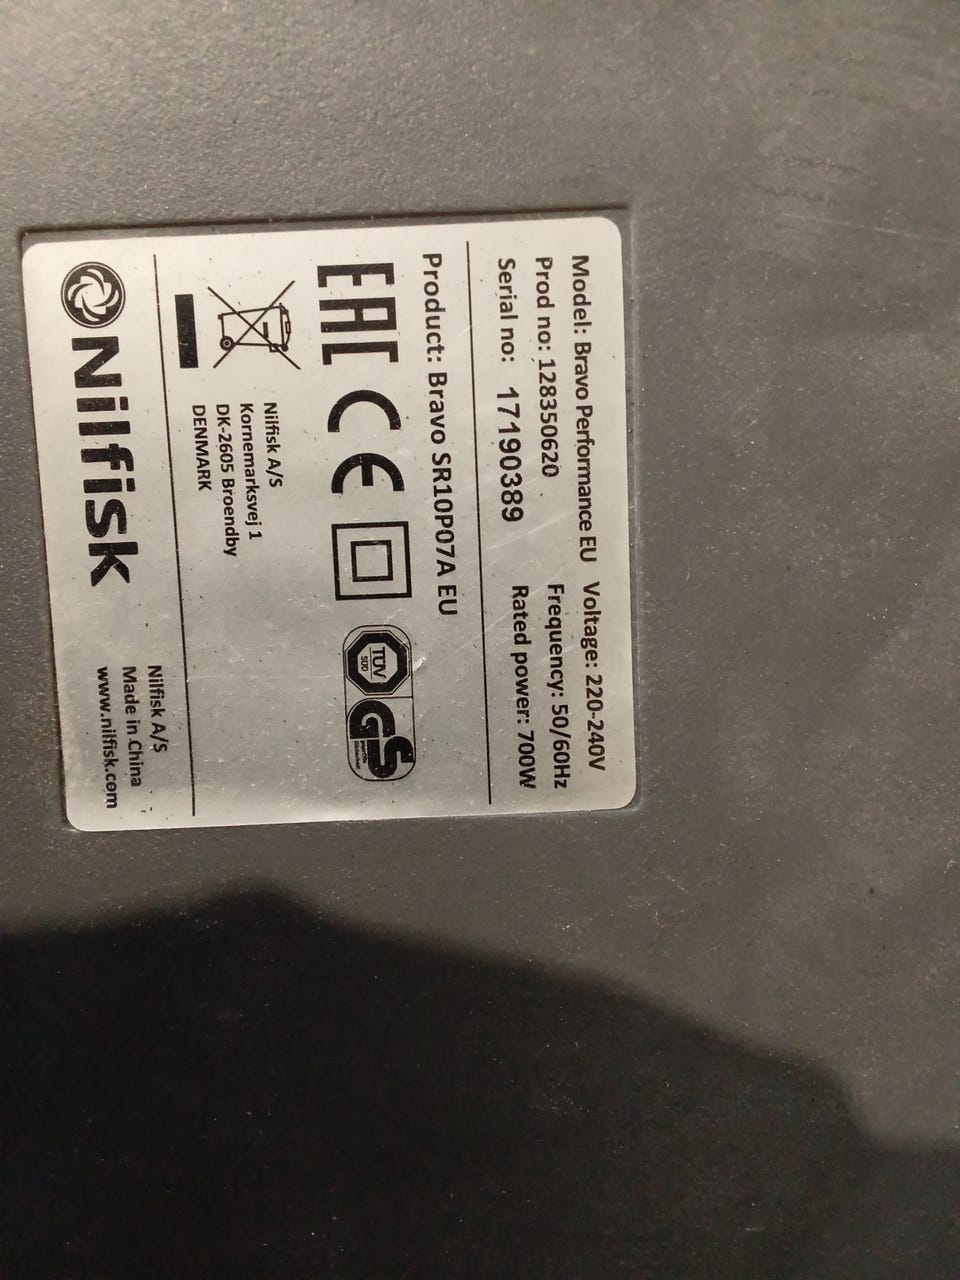 Model: Bravo Performance EU Voltage: 220-240V
Prod no: 128350620 Frequency: 50/60Hz
Serial no: 17190389 Rated power: 700W
Product: Bravo SR10P07A EU
EAC CE TÜV SÜD GS
Nilfisk A/S
Kornemarksvej 1
DK-2605 Broendby
DENMARK
Nilfisk
Nilfisk A/S
Made in China
www.nilfisk.com